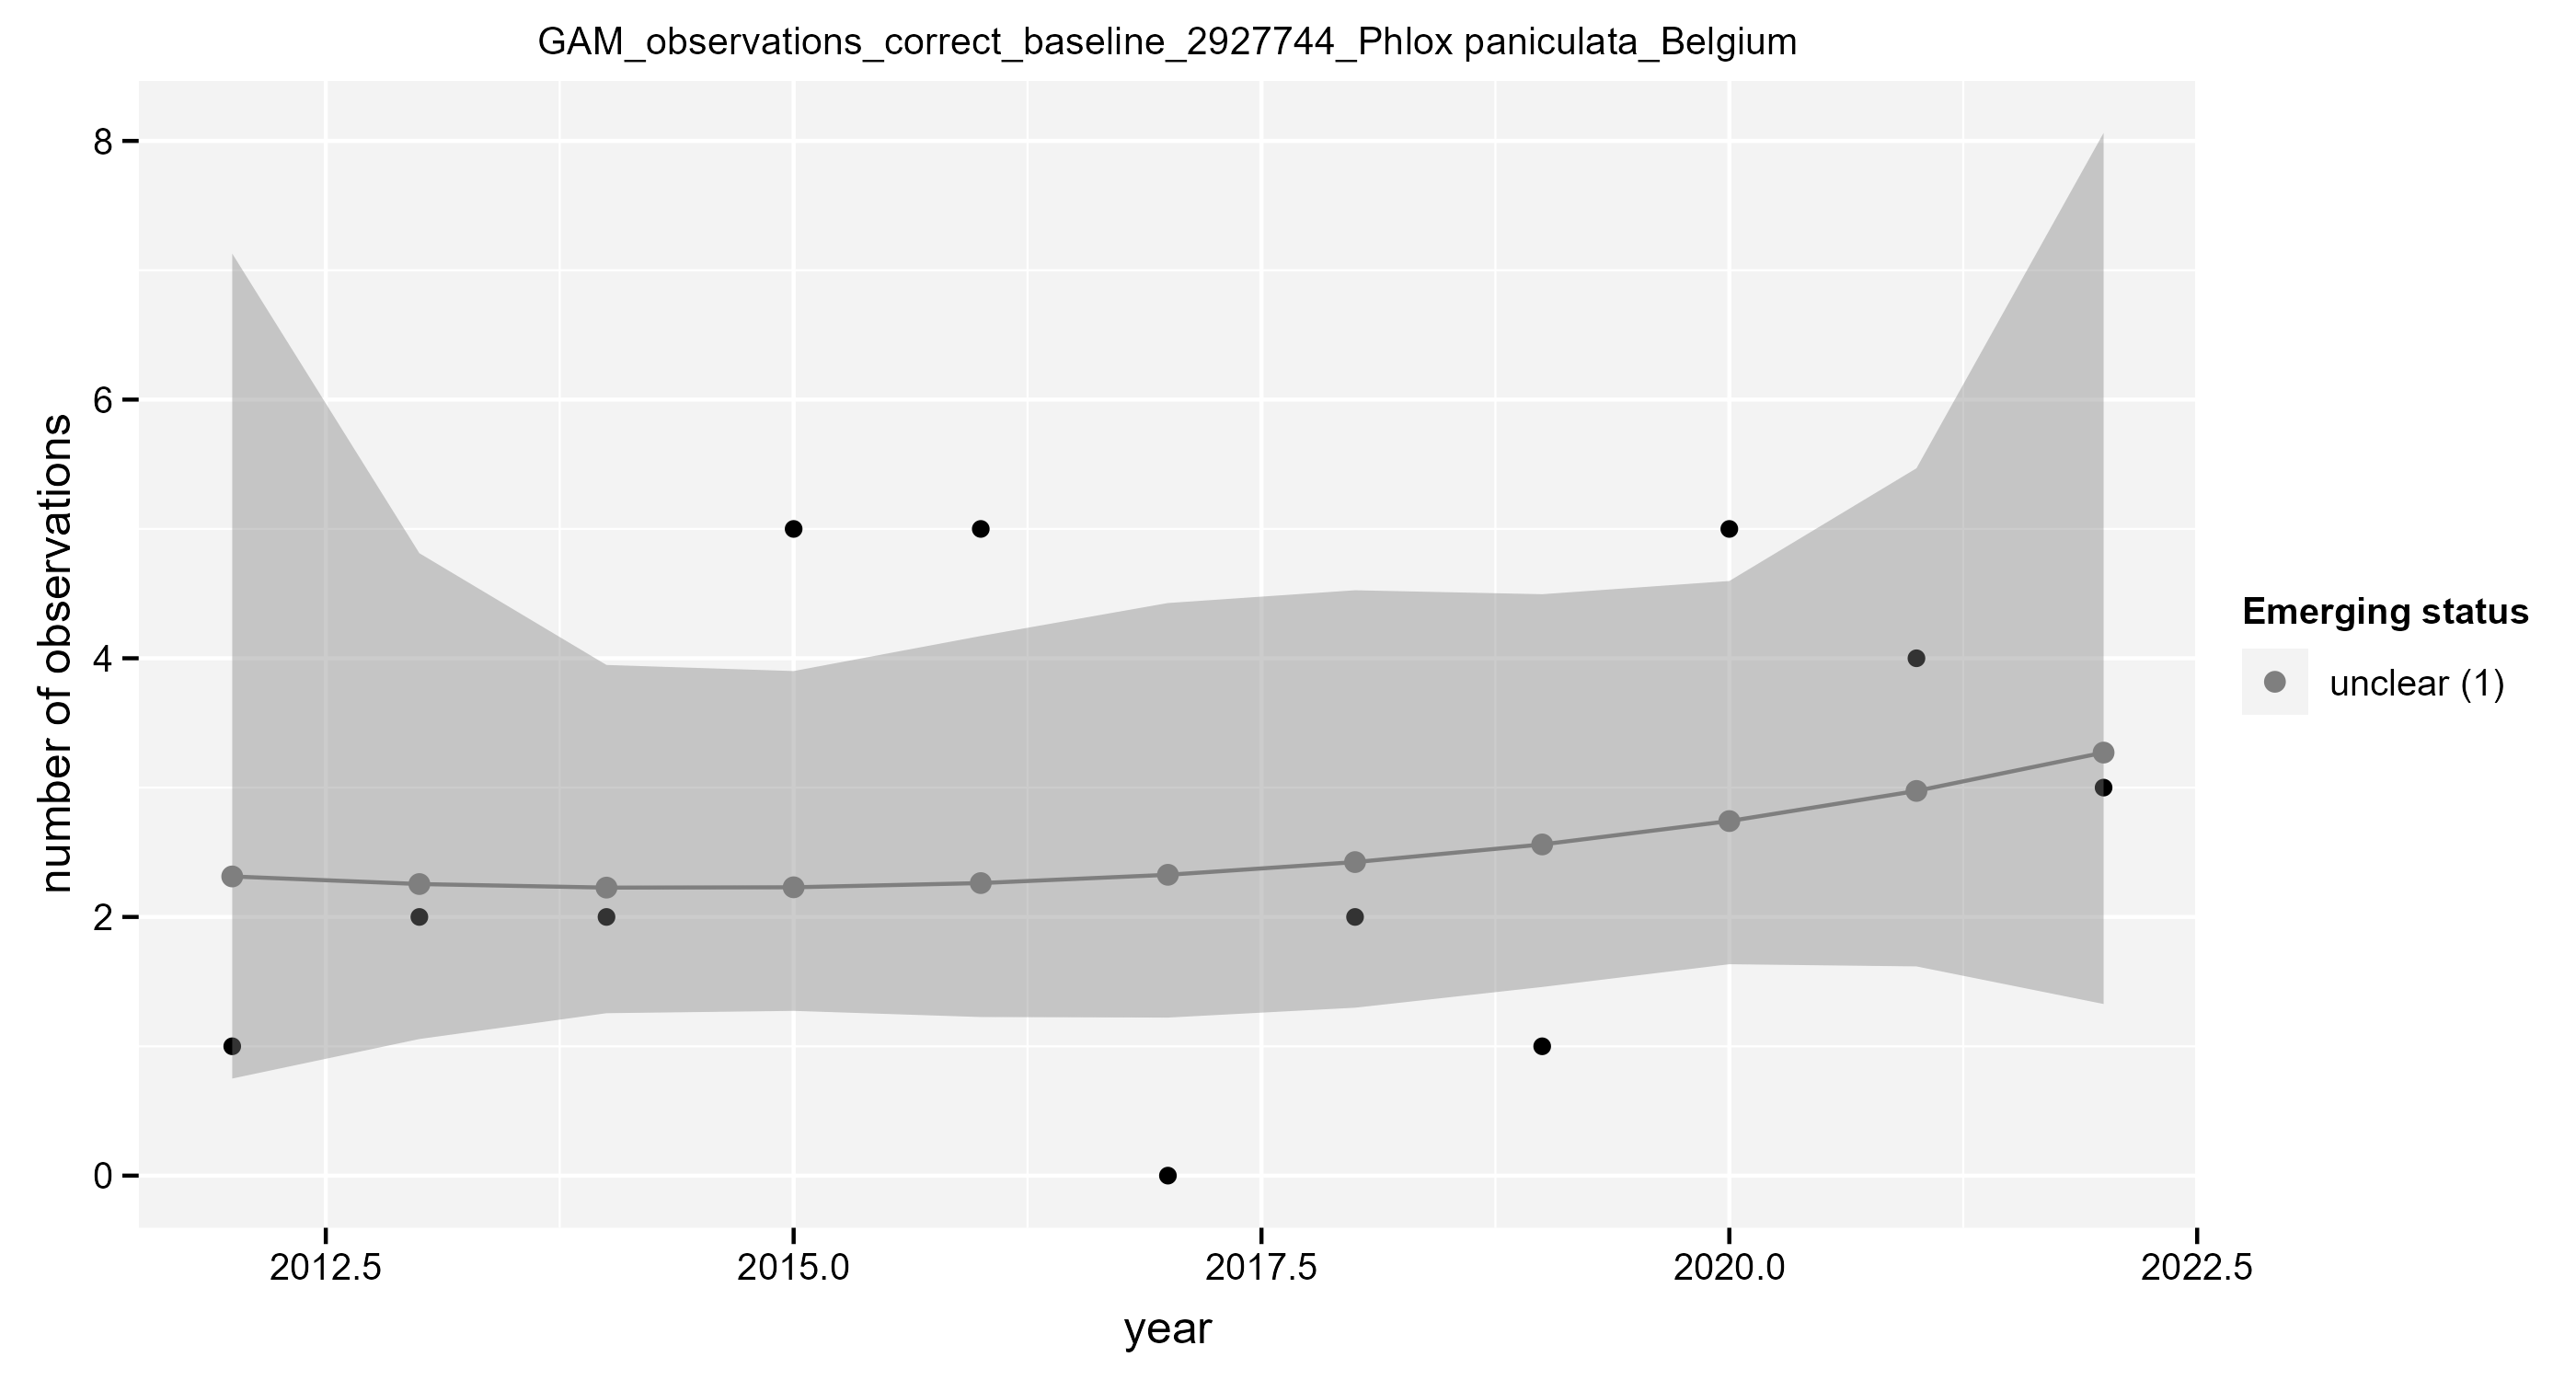 GAM_observations_correct_baseline_2927744_Phlox paniculata_Belgium
number of observations
8
6
4
2
0
2012.5
2015.0
2017.5
2020.0
2022.5
year
Emerging status
unclear (1)